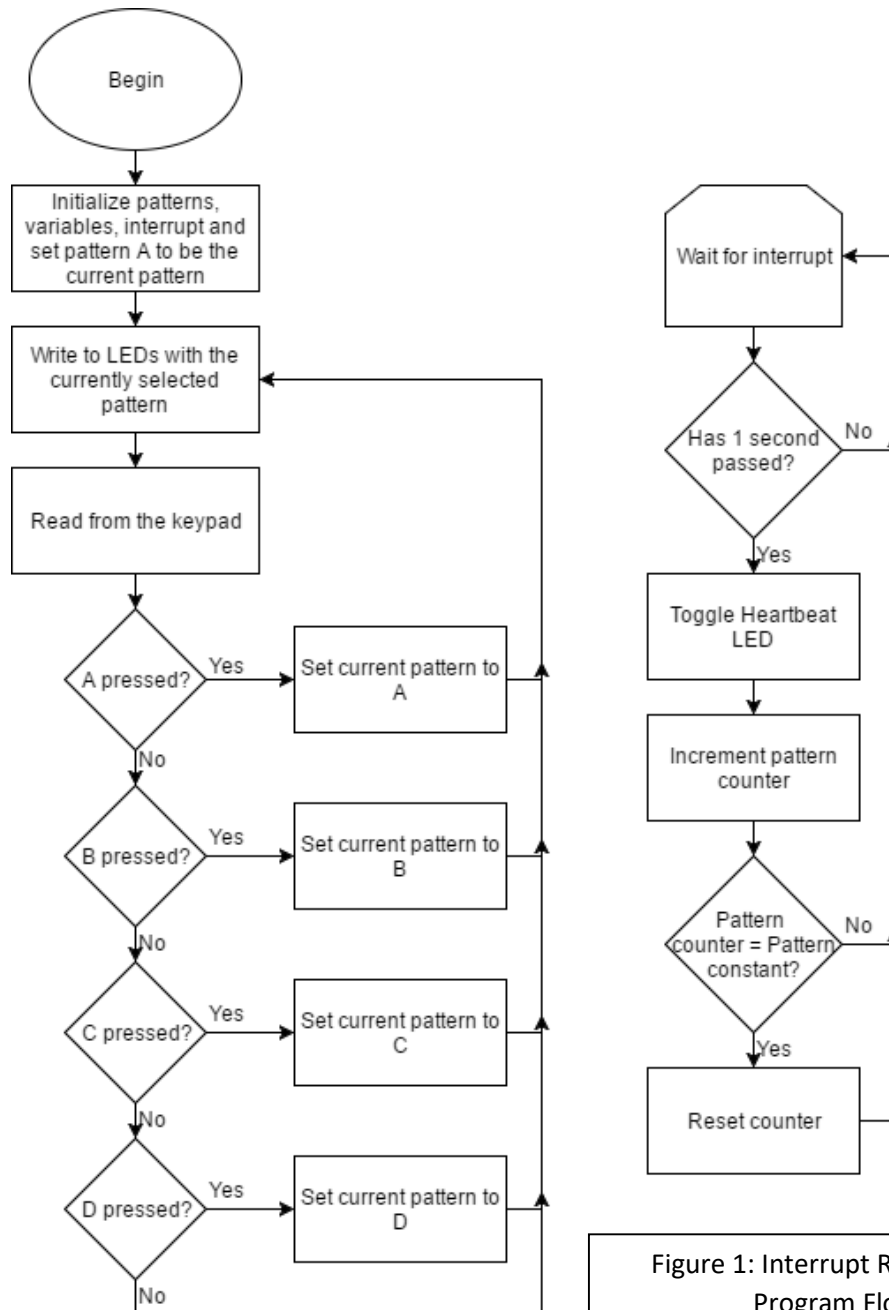 Begin
Initialize patterns,
variables, interrupt and
set pattern A to be the
current pattern
Write to LEDs with the
currently selected
pattern
Read from the keypad
A pressed?
Yes
Set current pattern to
A
No
B pressed?
Yes
Set current pattern to
B
No
C pressed?
Yes
Set current pattern to
C
No
D pressed?
Yes
Set current pattern to
D
No
Wait for interrupt
Has 1 second
passed?
No
Yes
Toggle Heartbeat
LED
Increment pattern
counter
Pattern
counter = Pattern
constant?
No
Yes
Reset counter
Figure 1: Interrupt
Program